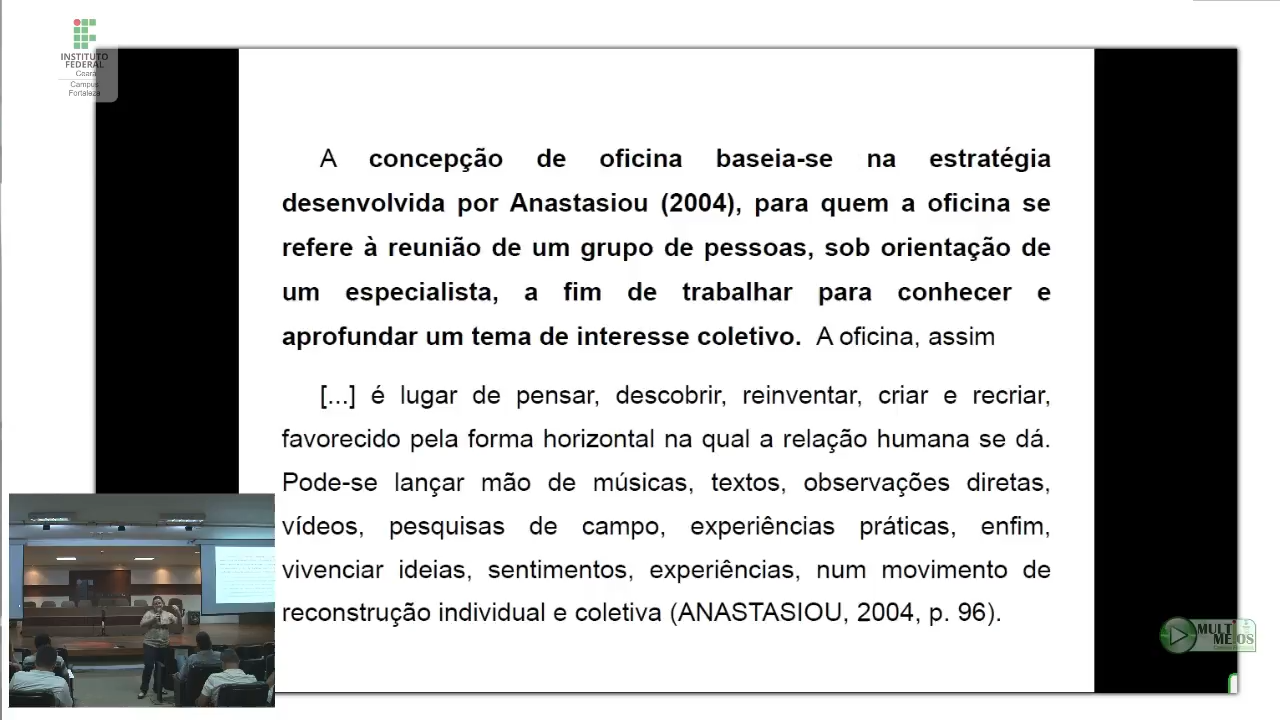 INSTITUTO
FEDERAL
Ceará
Campus
Fortaleza
A concepção de oficina baseia-se na estratégia
desenvolvida por Anastasiou (2004), para quem a oficina se
refere à reunião de um grupo de pessoas, sob orientação de
um especialista, a fim de trabalhar para conhecer e
aprofundar um tema de interesse coletivo. A oficina, assim
[...] é lugar de pensar, descobrir, reinventar, criar e recriar,
favorecido pela forma horizontal na qual a relação humana se dá.
Pode-se lançar mão de músicas, textos, observações diretas,
vídeos, pesquisas de campo, experiências práticas, enfim,
vivenciar ideias, sentimentos, experiências, num movimento de
reconstrução individual e coletiva (ANASTASIOU, 2004, p. 96).
MULTI
MEIOS